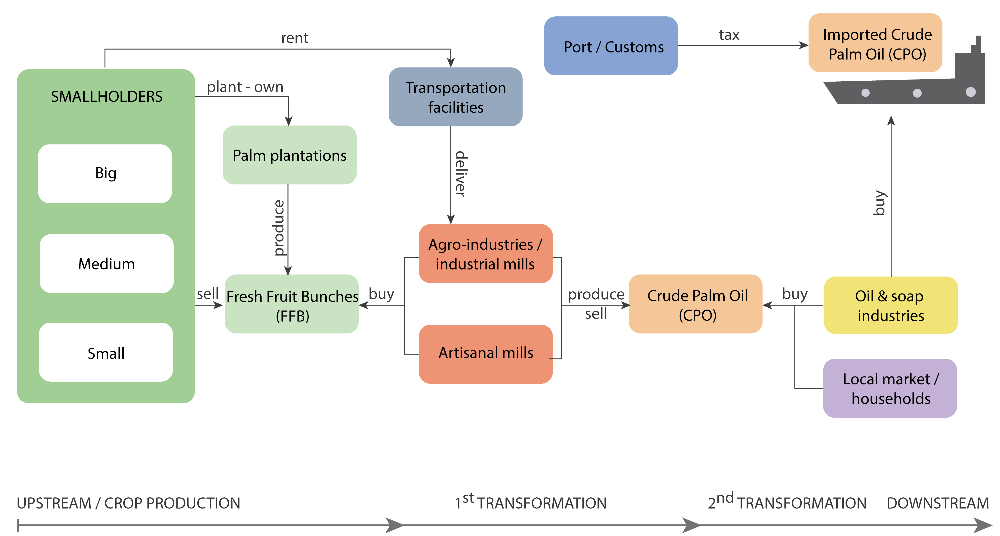 rent
Port / Customs
tax
Imported Crude
Palm Oil (CPO)
SMALLHOLDERS
plant - own
Transportation
facilities
Big
Palm plantations
deliver
buy
produce
Medium
Agro-industries /
industrial mills
sell
Fresh Fruit Bunches
(FFB)
buy
produce
sell
Crude Palm Oil
(CPO)
buy
Oil & soap
industries
Small
Artisanal mills
Local market /
households
UPSTREAM / CROP PRODUCTION
1st TRANSFORMATION
2nd TRANSFORMATION
DOWNSTREAM